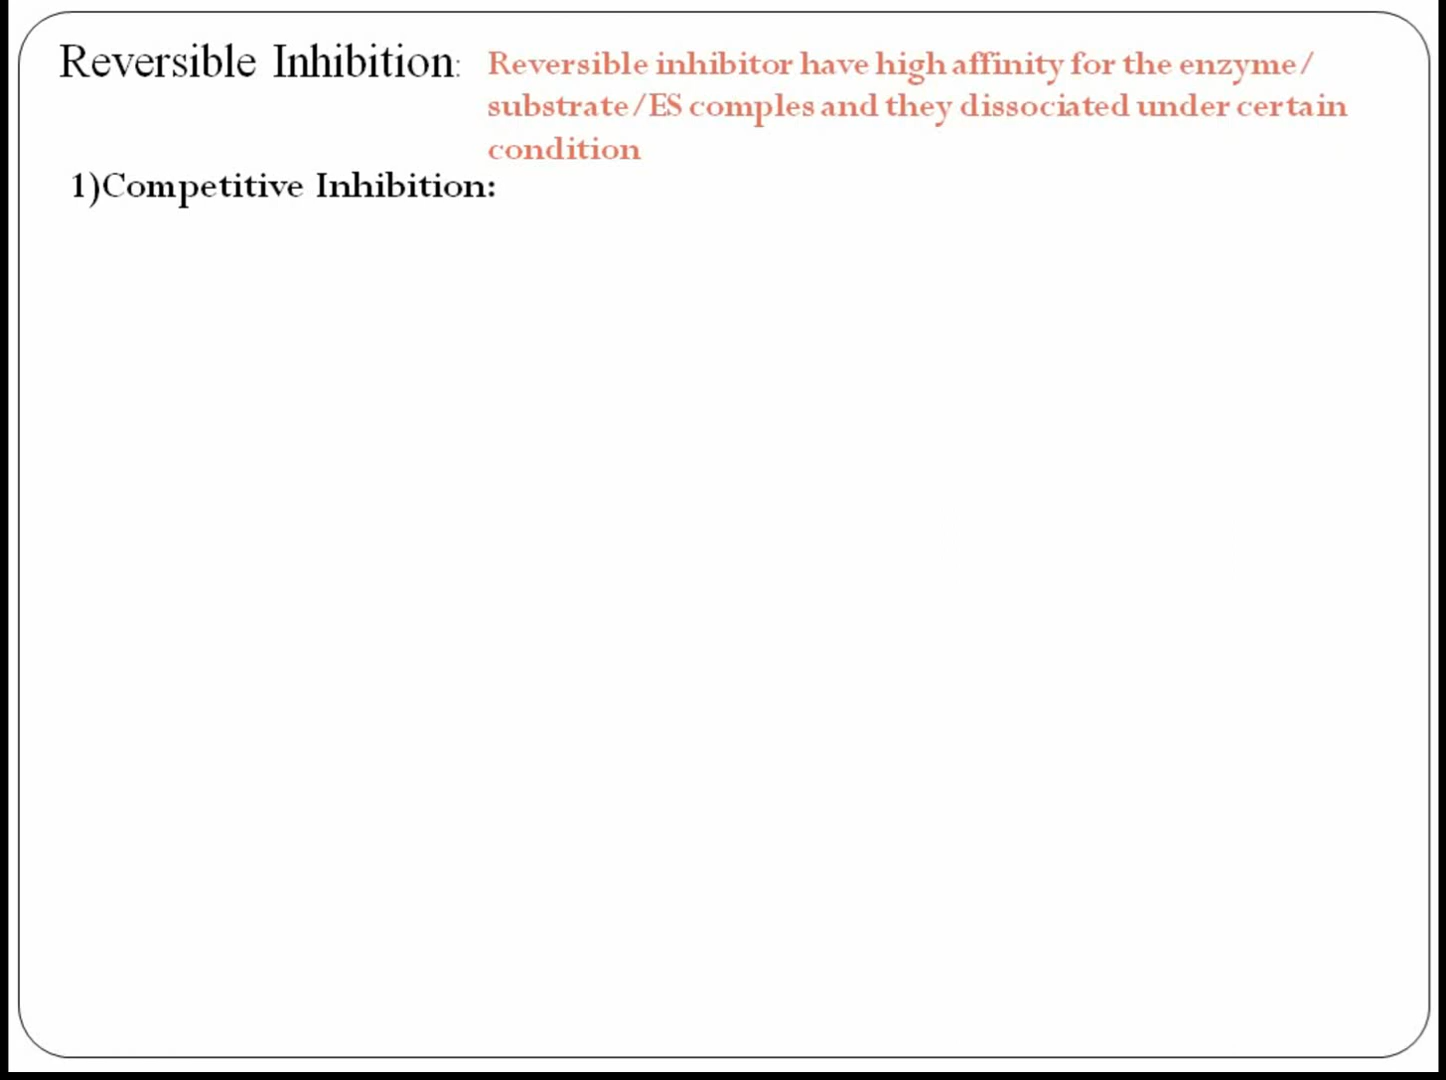 Reversible Inhibition: Reversible inhibitor have high affinity for the enzyme/
substrate/ES comples and they dissociated under certain
condition
1)Competitive Inhibition: